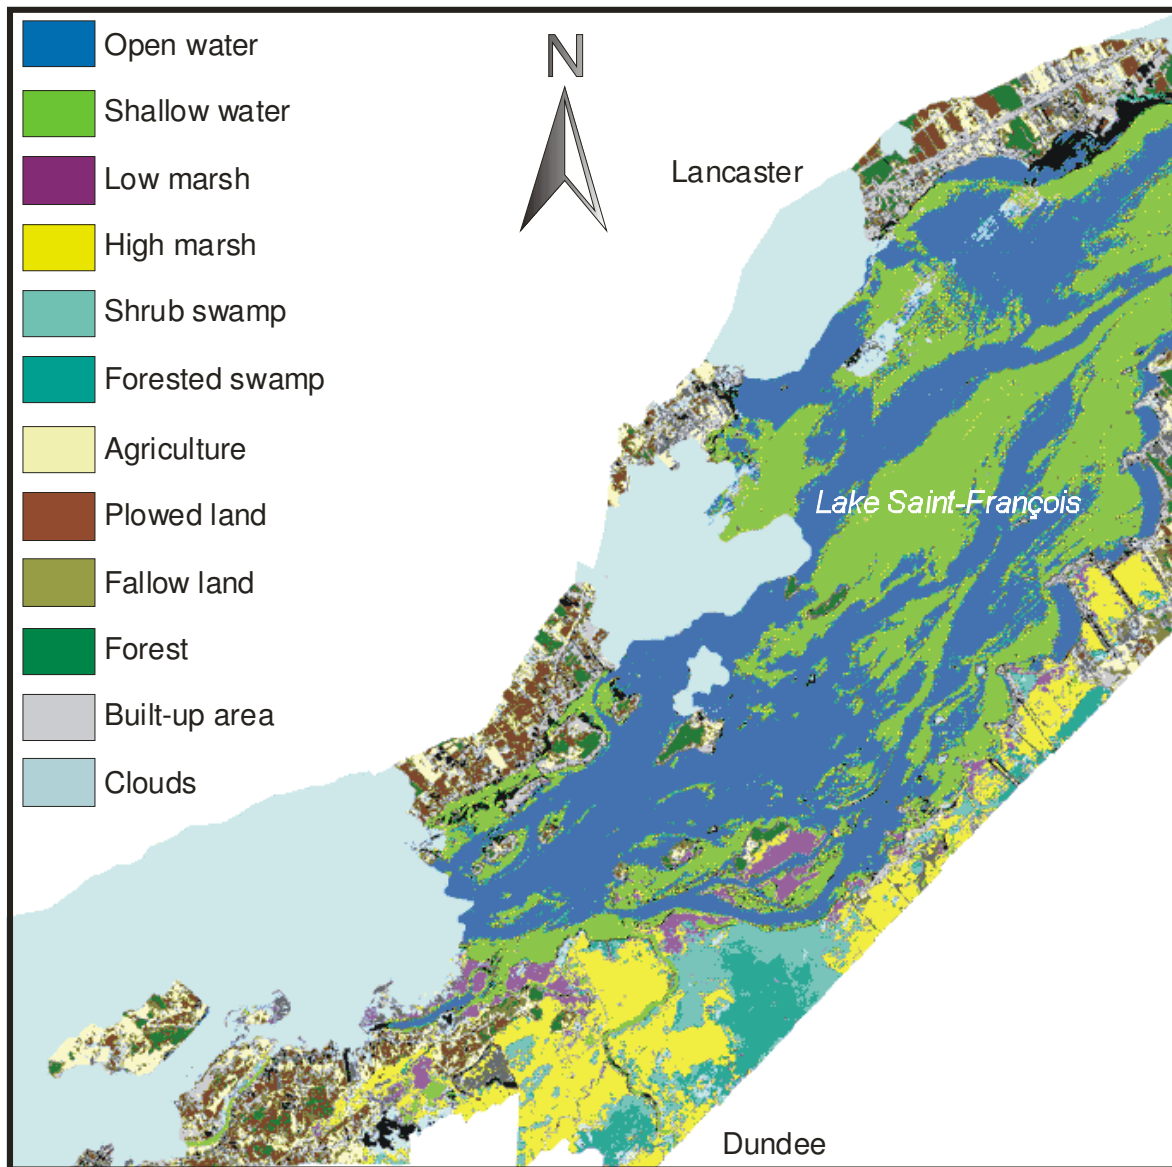 Open water
Shallow water
Low marsh
High marsh
Shrub swamp
Forested swamp
Agriculture
Plowed land
Fallow land
Forest
Built-up area
Clouds
N
Lancaster
Lake Saint-François
Dundee